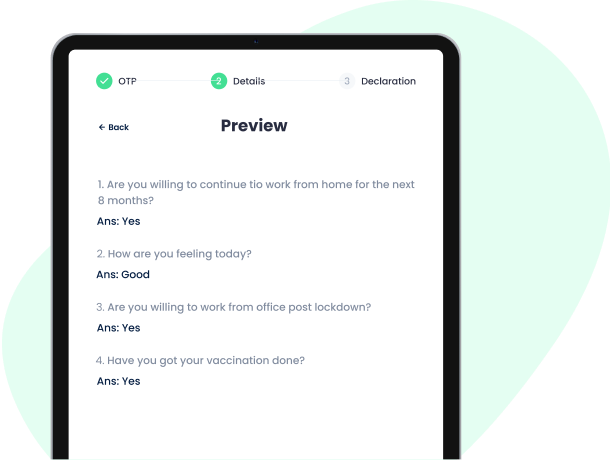 OTP
2 Details
3 Declaration
← Back
Preview
1. Are you willing to continue tio work from home for the next
8 months?
Ans: Yes
2. How are you feeling today?
Ans: Good
3. Are you willing to work from office post lockdown?
Ans: Yes
4. Have you got your vaccination done?
Ans: Yes